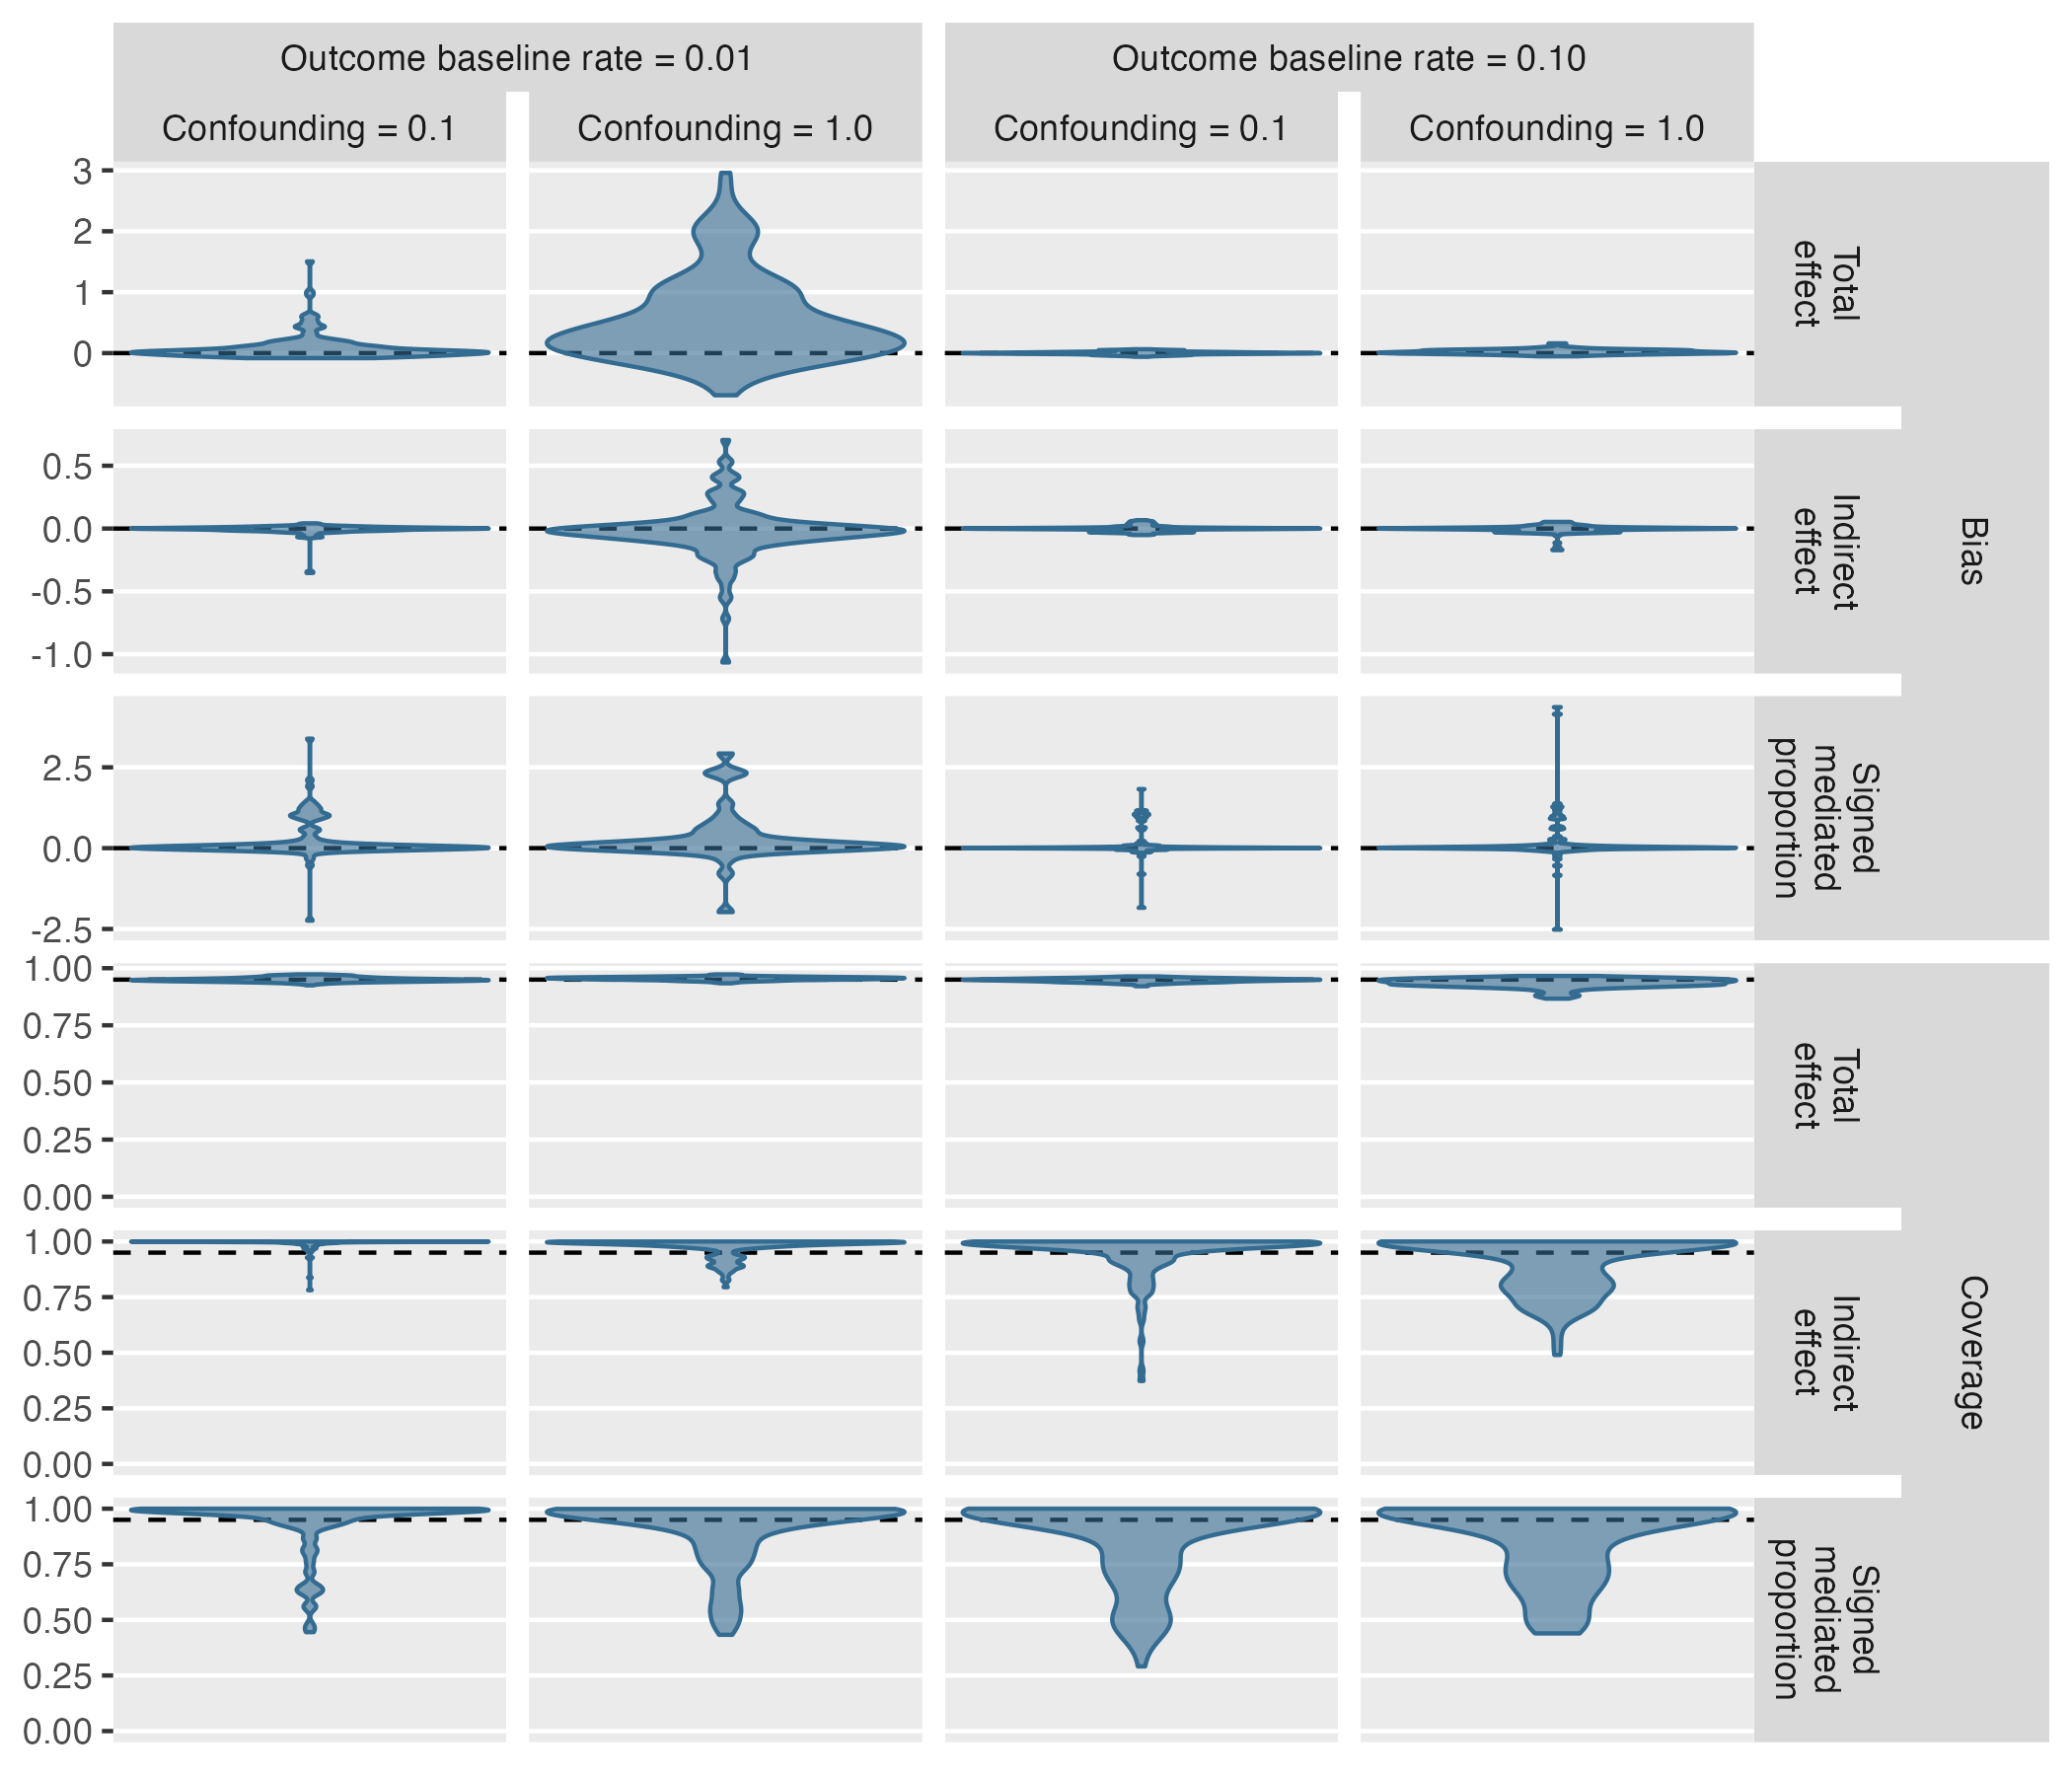 Outcome baseline rate = 0.01
Outcome baseline rate = 0.10
Confounding = 0.1
Confounding = 1.0
Confounding = 0.1
Confounding = 1.0
3
2
1
0
Total
effect
0.5
0.0
-0.5
-1.0
Indirect
effect
Bias
2.5
0.0
-2.5
Signed
mediated
proportion
1.00
0.75
0.50
0.25
0.00
Total
effect
1.00
0.75
0.50
0.25
0.00
Indirect
effect
Coverage
1.00
0.75
0.50
0.25
0.00
Signed
mediated
proportion